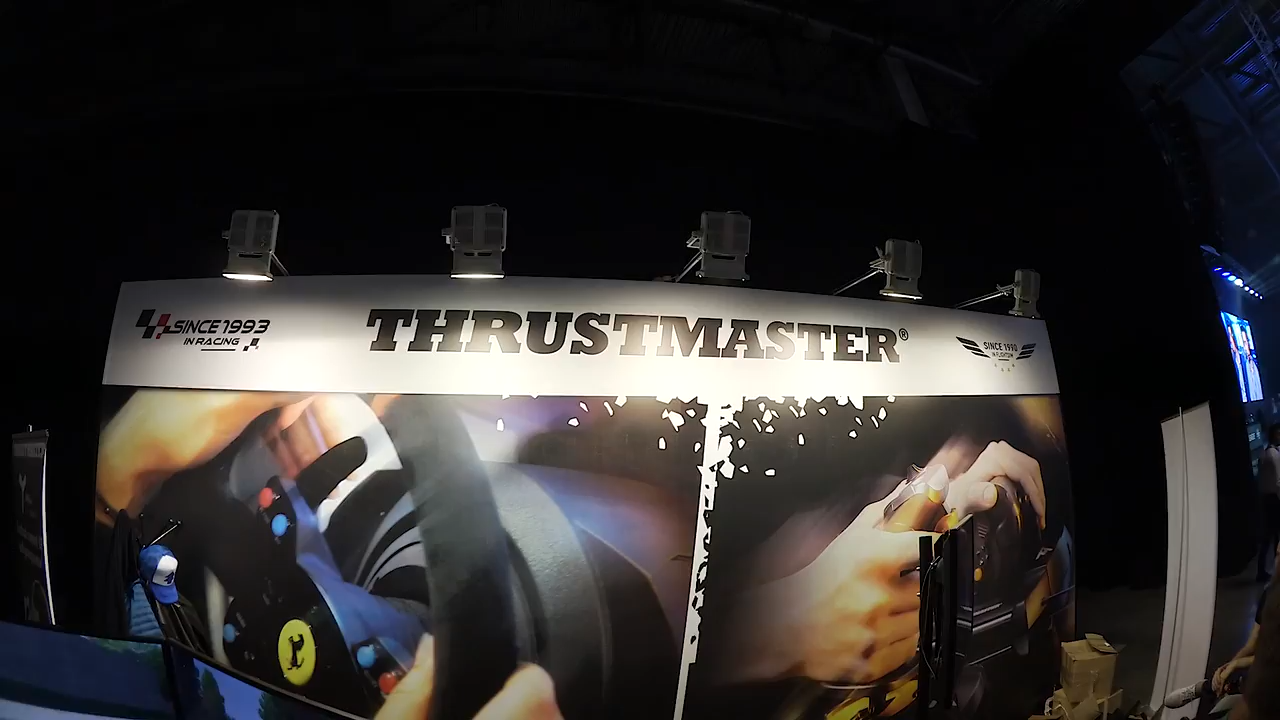 SINCE 1993
IN RACING
THRUSTMASTER®
SINCE 1990